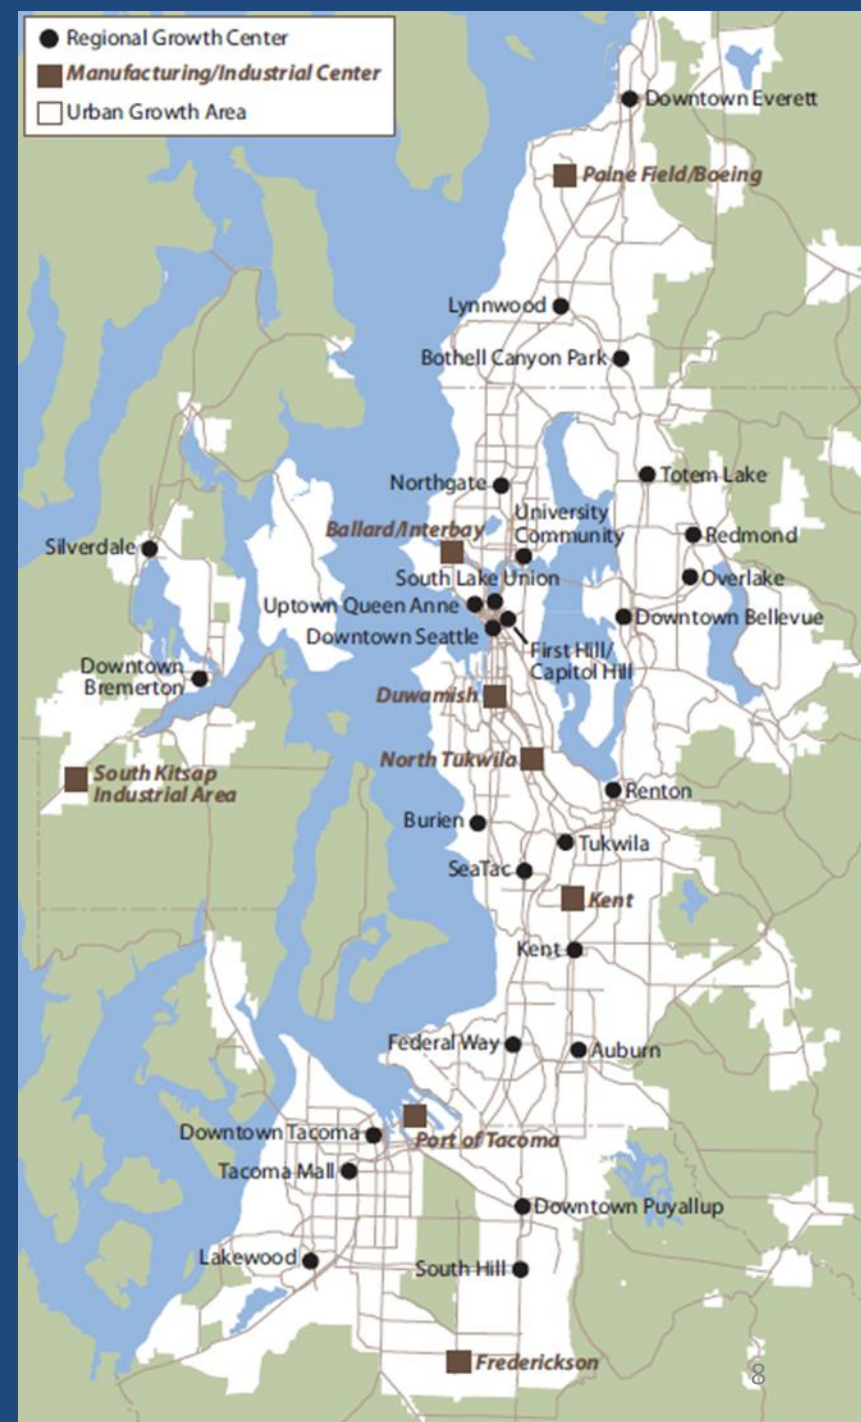 Regional Growth Center
Manufacturing/Industrial Center
Urban Growth Area
Downtown Everett
Paine Field/Boeing
Lynnwood
Bothell Canyon Park
Northgate
Totem Lake
University
Community
Ballard/Interbay
Redmond
Silverdale
South Lake Union
Overlake
Uptown Queen Anne
Downtown Bellevue
Downtown Seattle
First Hill/
Capitol Hill
Downtown
Bremerton
Duwamish
North Tukwila
South Kitsap
Industrial Area
Renton
Burien
Tukwila
SeaTac
Kent
Kent
Federal Way
Auburn
Downtown Tacoma
Port of Tacoma
Tacoma Mall
Downtown Puyallup
Lakewood
South Hill
Frederickson
8